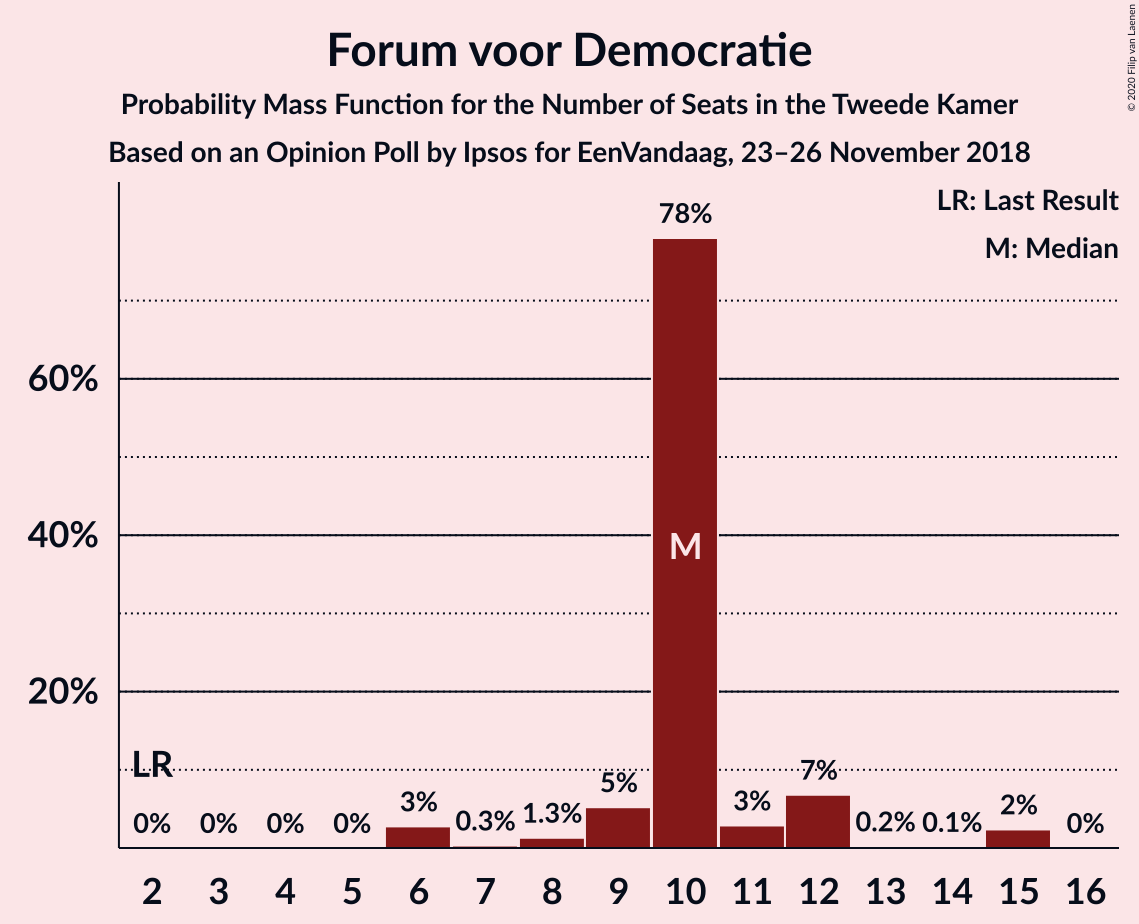 Forum voor Democratie
Probability Mass Function for the Number of Seats in the Tweede Kamer
Based on an Opinion Poll by Ipsos for EenVandaag, 23–26 November 2018
© 2020 Filip van Laenen
LR: Last Result
M: Median
78%
60%
40%
M
20%
LR
0% 0% 0% 0% 3% 0.3% 1.3% 5% 3% 7% 0.2% 0.1% 2% 0%
2 3 4 5 6 7 8 9 10 11 12 13 14 15 16